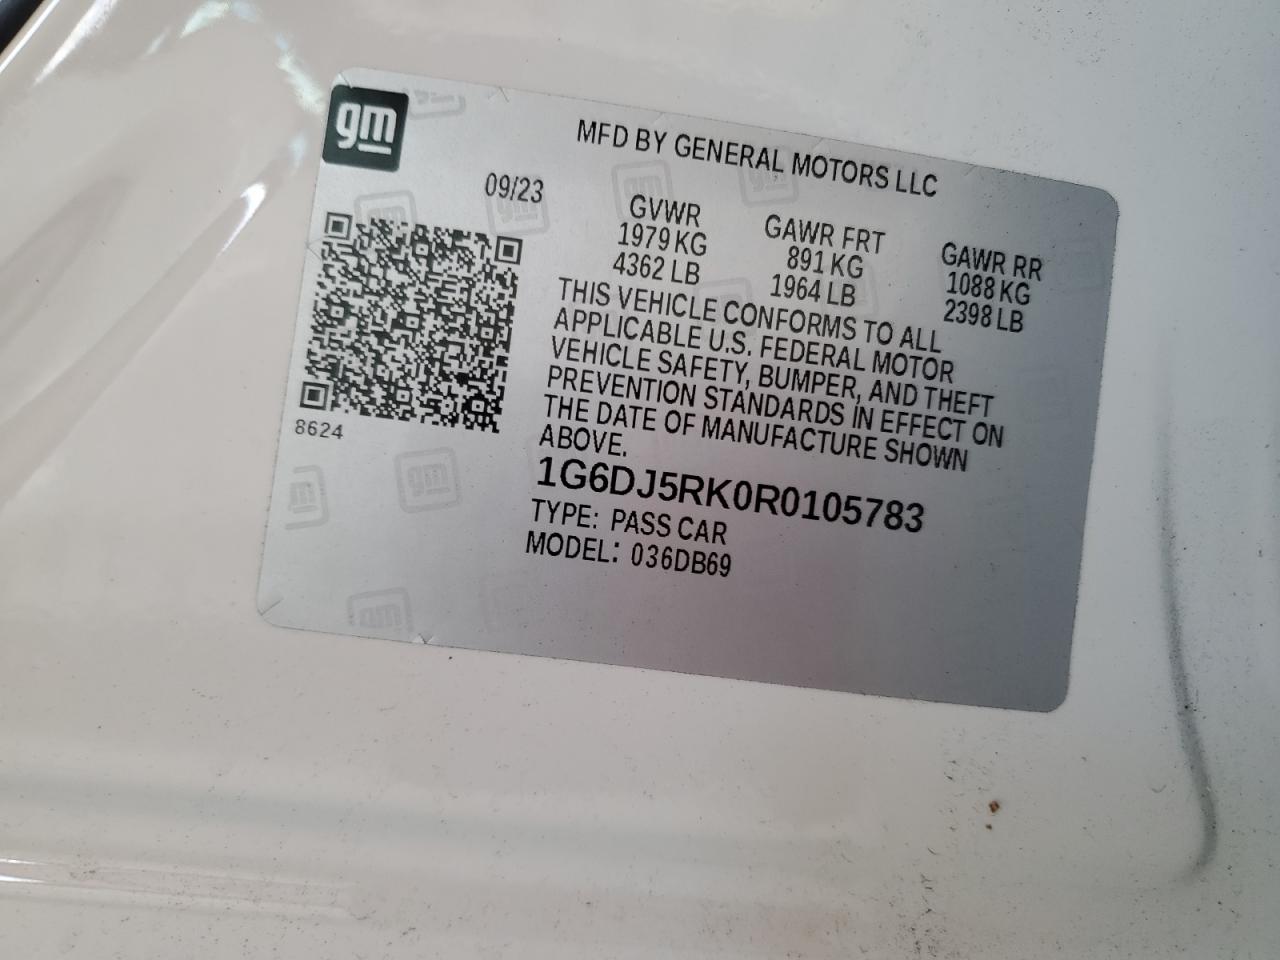 gm
MFD BY GENERAL MOTORS LLC
09/23
GVWR GAWR FRT GAWR RR
1979 KG 891 KG 1088 KG
4362 LB 1964 LB 2398 LB
THIS VEHICLE CONFORMS TO ALL
APPLICABLE U.S. FEDERAL MOTOR
VEHICLE SAFETY, BUMPER, AND THEFT
PREVENTION STANDARDS IN EFFECT ON
THE DATE OF MANUFACTURE SHOWN
ABOVE.
8624
1G6DJ5RK0R0105783
TYPE: PASS CAR
MODEL: 036DB69